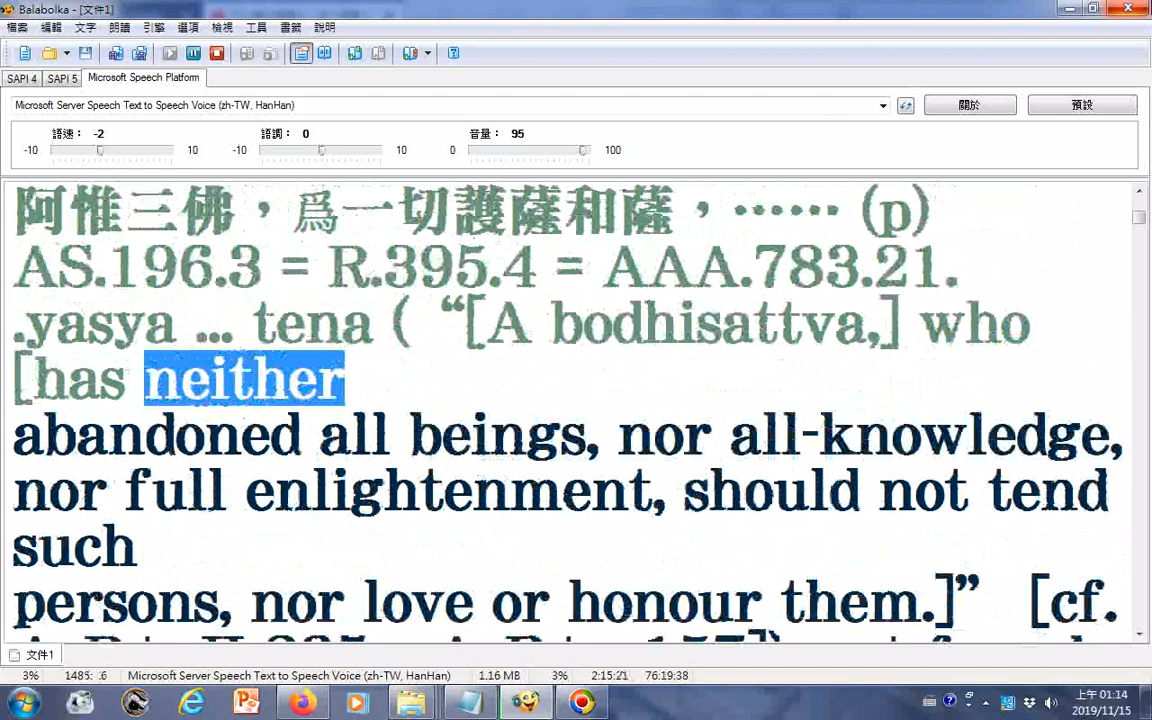 Balabolka - [文件1]
檔案 編輯 文字 朗讀 引擎 選項 檢視 工具 書籤 說明
SAPI 4 SAPI 5 Microsoft Speech Platform
Microsoft Server Speech Text to Speech Voice (zh-TW, HanHan) 關於 預設
語速： -2 語調： 0 音量： 95
-10 10 -10 10 0 100
阿惟三佛，爲一切護薩和薩，⋯⋯ (p)
AS.196.3 = R.395.4 = AAA.783.21.
.yasya ... tena ( “[A bodhisattva,] who
[has neither
abandoned all beings, nor all-knowledge,
nor full enlightenment, should not tend
such
persons, nor love or honour them.]” [cf.
文件1
3% 1485: .6 Microsoft Server Speech Text to Speech Voice (zh-TW, HanHan) 1.16 MB 3% 2:15:21 76:19:38
上午 01:14
2019/11/15